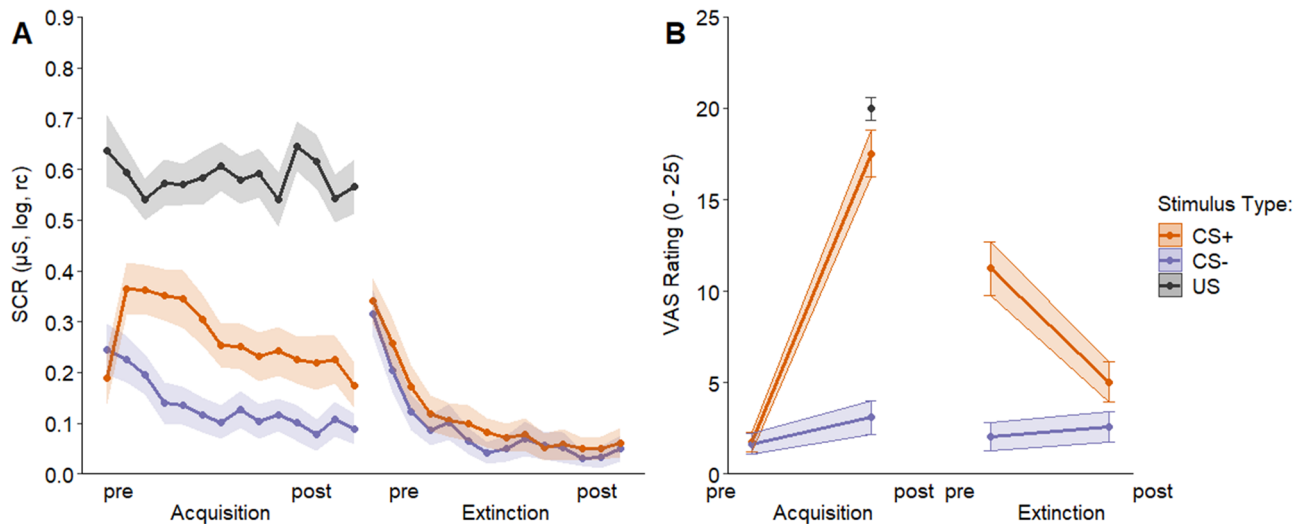 A
0.9
0.8
0.7
0.6
0.5
0.4
0.3
0.2
0.1
0.0
SCR (µS, log, rc)
pre post pre post
Acquisition Extinction
B
25
20
15
10
5
0
VAS Rating (0 - 25)
pre post pre post
Acquisition Extinction
Stimulus Type:
CS+
CS-
US